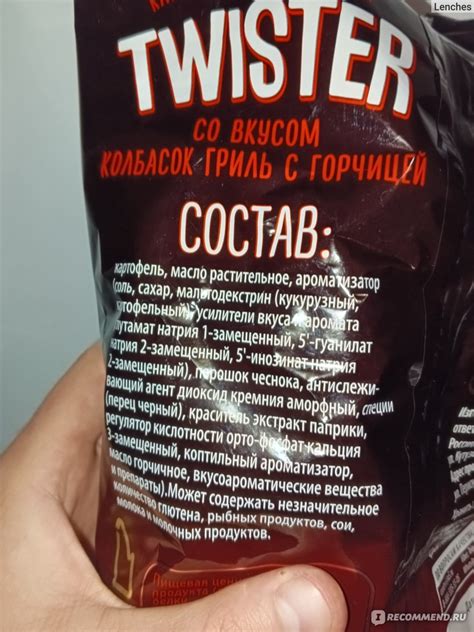 Lenches
TWISTER
СО ВКУСОМ
КОЛБАСОК ГРИЛЬ С ГОРЧИЦЕЙ
СОСТАВ:
картофель, масло растительное, ароматизатор
(соль, сахар, мальтодекстрин (кукурузный,
картофельный), усилители вкуса и аромата
глутамат натрия 1-замещенный, 5'-гуанилат
натрия 2-замещенный, 5'-инозинат натрия
2-замещенный), порошок чеснока, антислежи-
вающий агент диоксид кремния аморфный, специи
(перец черный), краситель экстракт паприки,
регулятор кислотности орто-фосфат кальция
3-замещенный, коптильный ароматизатор,
масло горчичное, вкусоароматические вещества
и препараты).Может содержать незначительное
количество глютена, рыбных продуктов, сои,
молока и молочных продуктов.
Пищевая
продукта
IRECOMMEND.RU